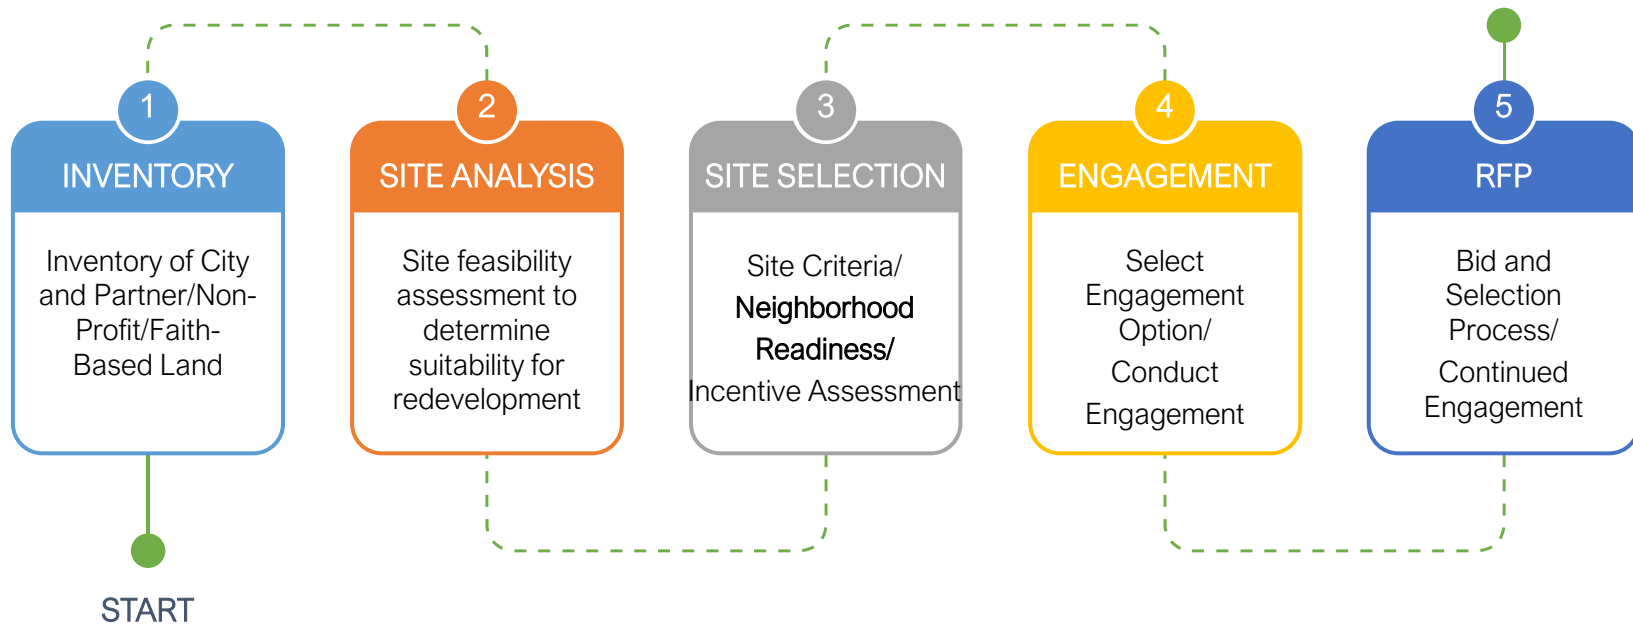 1
INVENTORY
Inventory of City
and Partner/Non-
Profit/Faith-
Based Land
START
2
SITE ANALYSIS
Site feasibility
assessment to
determine
suitability for
redevelopment
3
SITE SELECTION
Site Criteria/
Neighborhood
Readiness/
Incentive Assessment
4
ENGAGEMENT
Select
Engagement
Option/
Conduct
Engagement
5
RFP
Bid and
Selection
Process/
Continued
Engagement